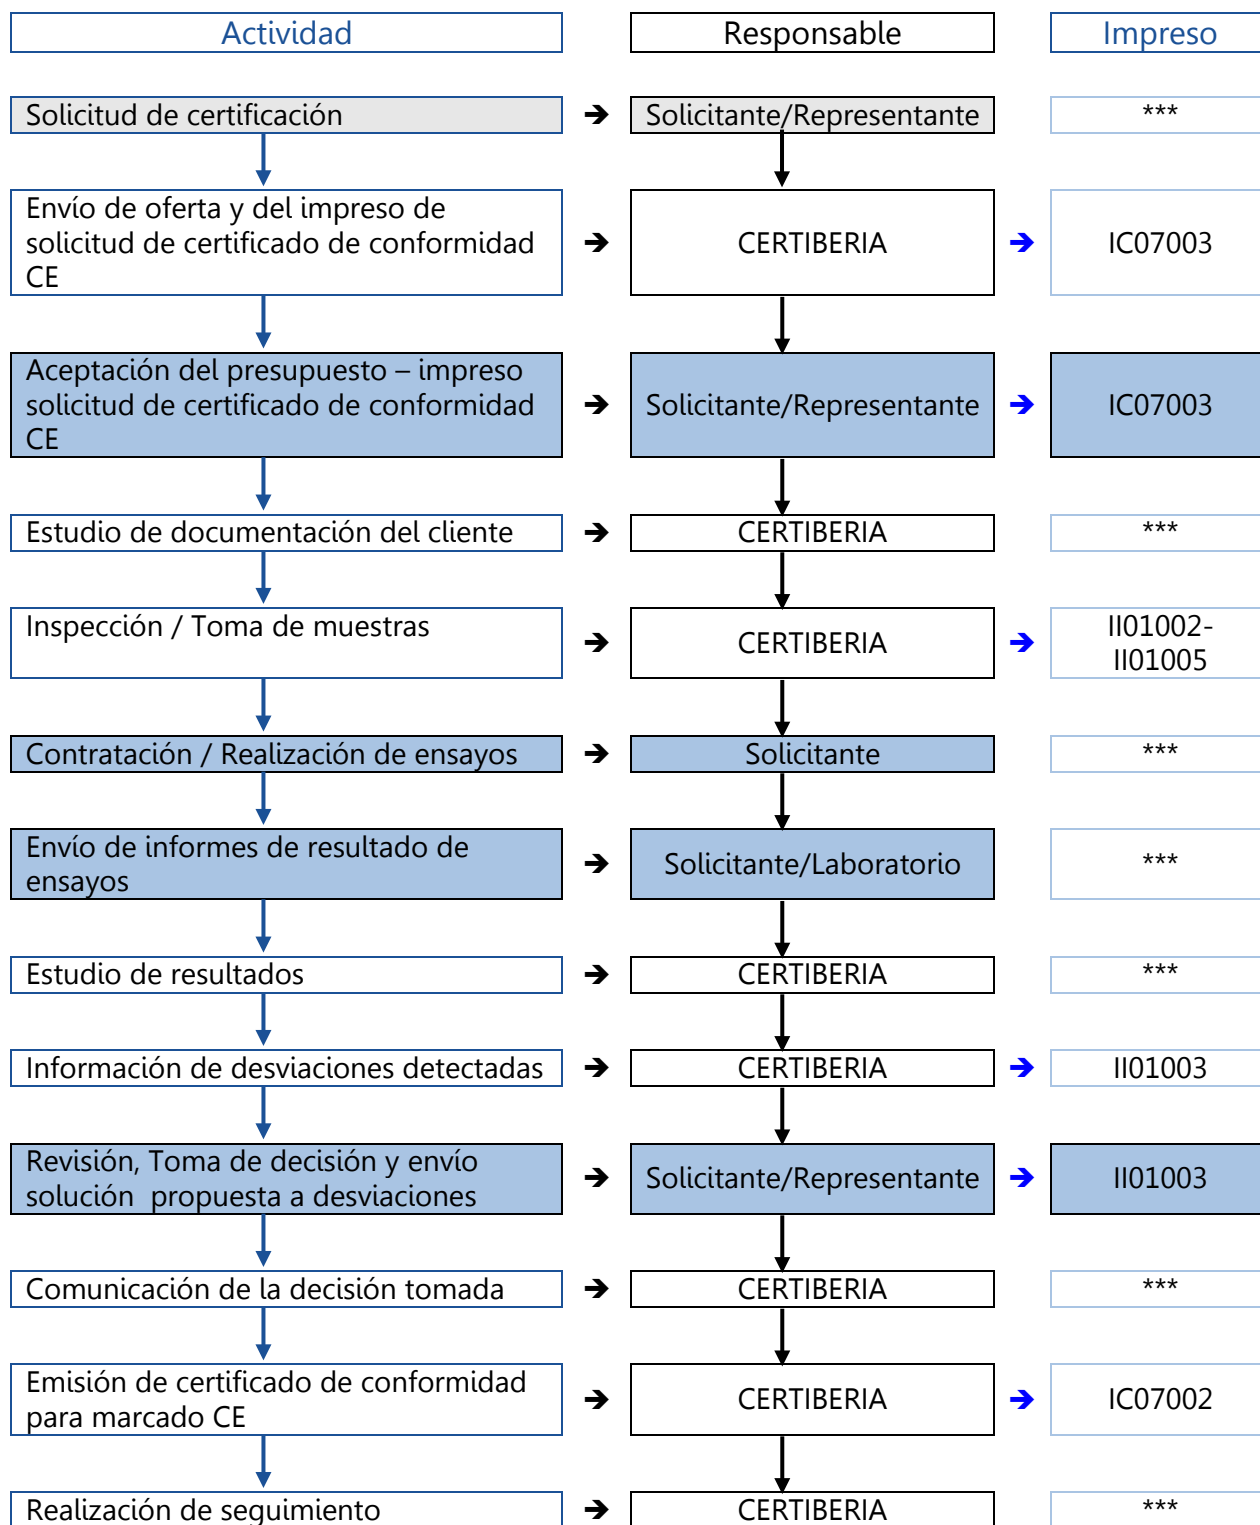 Actividad
Responsable
Impreso
Solicitud de certificación
Solicitante/Representante
***
Envío de oferta y del impreso de
solicitud de certificado de conformidad
CE
CERTIBERIA
IC07003
Aceptación del presupuesto – impreso
solicitud de certificado de conformidad
CE
Solicitante/Representante
IC07003
Estudio de documentación del cliente
CERTIBERIA
***
Inspección / Toma de muestras
CERTIBERIA
II01002-
II01005
Contratación / Realización de ensayos
Solicitante
***
Envío de informes de resultado de
ensayos
Solicitante/Laboratorio
***
Estudio de resultados
CERTIBERIA
***
Información de desviaciones detectadas
CERTIBERIA
II01003
Revisión, Toma de decisión y envío
solución propuesta a desviaciones
Solicitante/Representante
II01003
Comunicación de la decisión tomada
CERTIBERIA
***
Emisión de certificado de conformidad
para marcado CE
CERTIBERIA
IC07002
Realización de seguimiento
CERTIBERIA
***